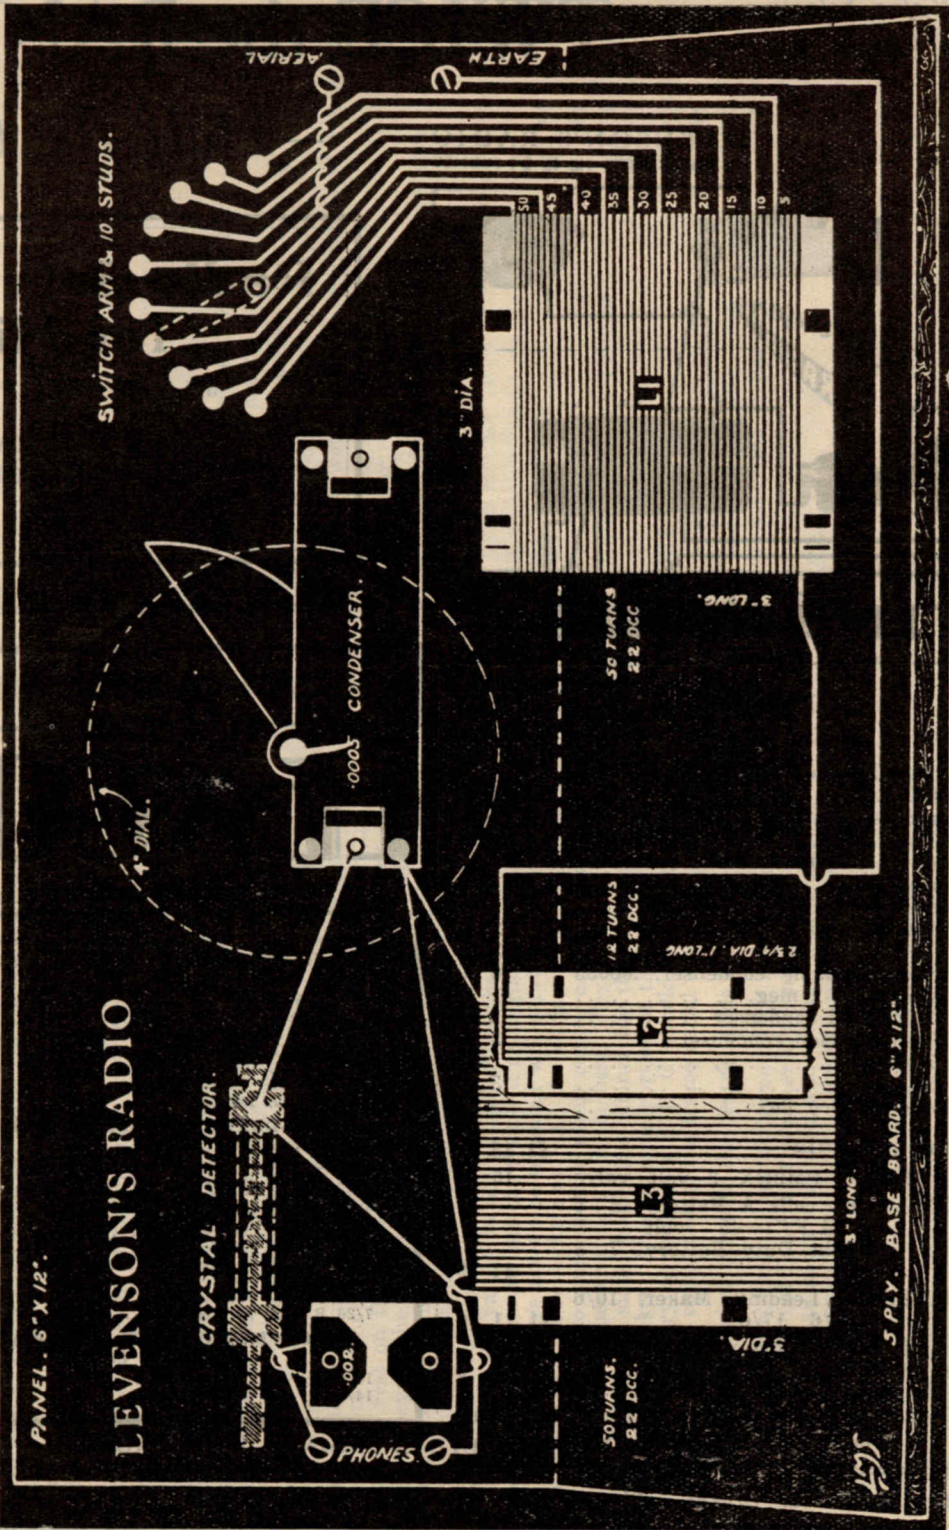 PANEL. 6" X 12".
LEVENSON'S RADIO
CRYSTAL DETECTOR.
4" DIAL.
SWITCH ARM & 10. STUDS.
AERIAL
EARTH
.0005 CONDENSER.
PHONES.
.002.
50 45 40 35 30 25 20 15 10 5
3" DIA.
L1
3" LONG.
50 TURNS
22 DCC
12 TURNS
22 DCC.
2 3/4" DIA. 1" LONG
L2
L3
3" LONG.
3" DIA.
50 TURNS.
22 DCC.
5 PLY. BASE BOARD. 6" X 12".